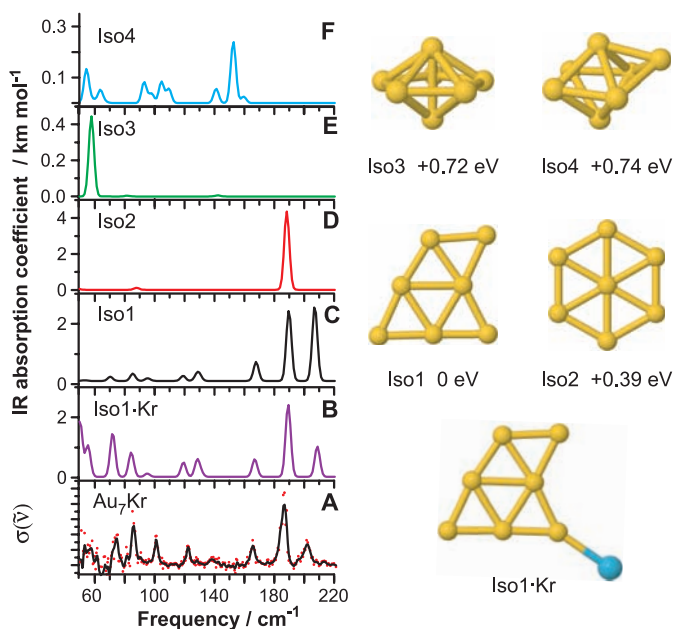 IR absorption coefficient / km mol⁻¹
σ(ν̃)
0.3
0.1
Iso4
F
0.4
0.2
0.0
Iso3
E
4
2
0
Iso2
D
2
0
Iso1
C
2
0
Iso1·Kr
B
Au₇Kr
A
60 100 140 180 220
Frequency / cm⁻¹
Iso3 +0.72 eV
Iso4 +0.74 eV
Iso1 0 eV
Iso2 +0.39 eV
Iso1·Kr